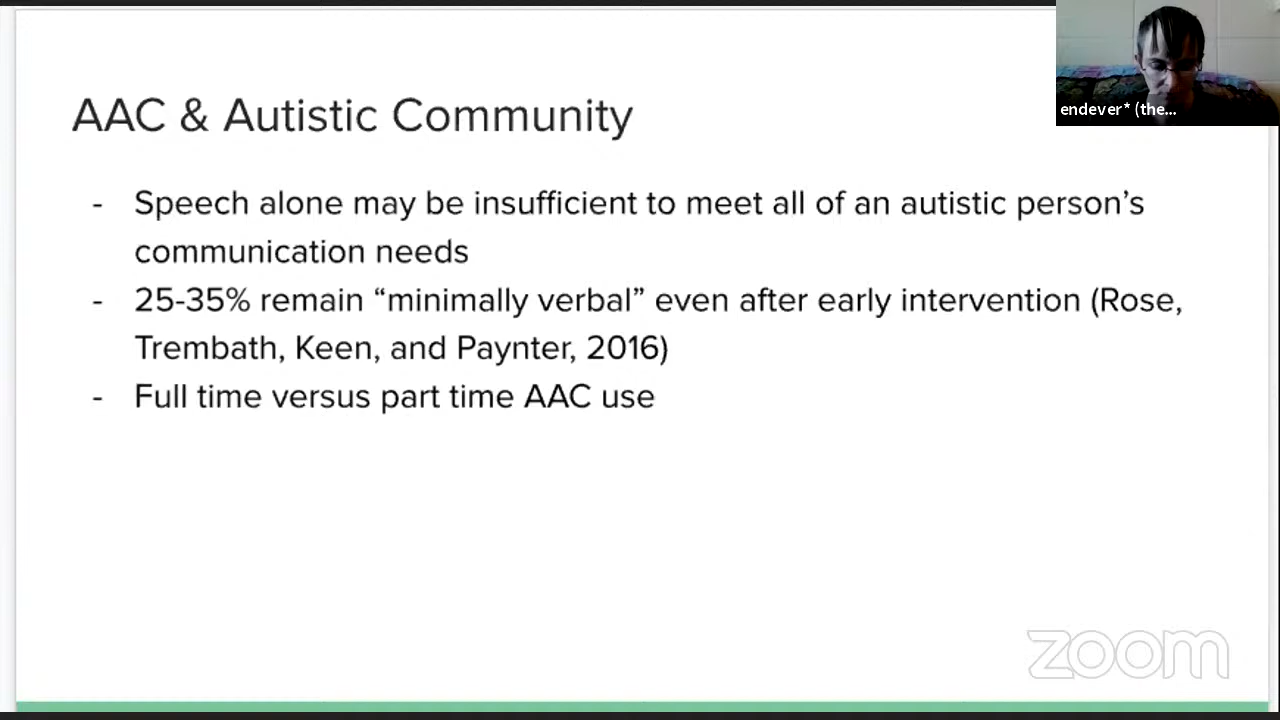 AAC & Autistic Community
endever* (the...
- Speech alone may be insufficient to meet all of an autistic person’s
communication needs
- 25-35% remain “minimally verbal” even after early intervention (Rose,
Trembath, Keen, and Paynter, 2016)
- Full time versus part time AAC use
zoom